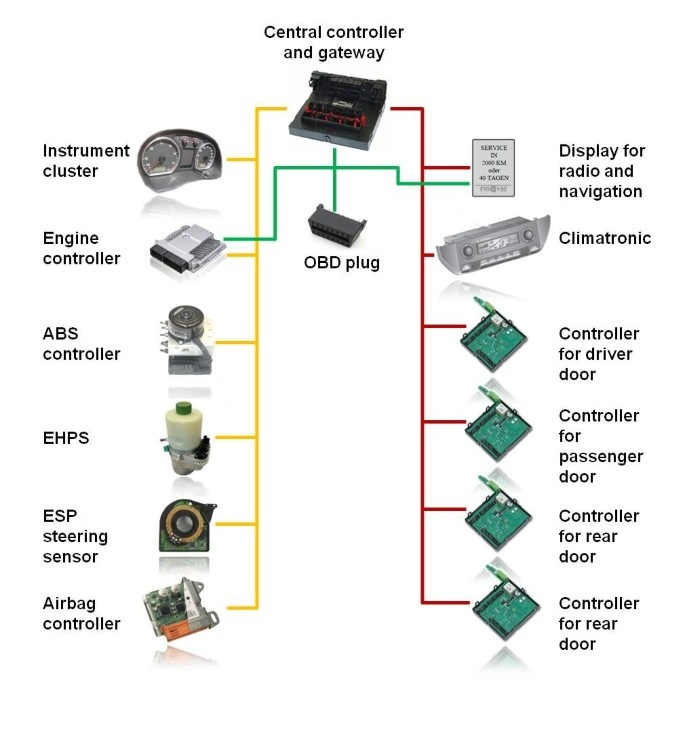 Central controller
and gateway
Instrument
cluster
SERVICE
IN
2000 KM
oder
40 TAGEN
Display for
radio and
navigation
Engine
controller
OBD plug
Climatronic
ABS
controller
Controller
for driver
door
EHPS
Controller
for
passenger
door
ESP
steering
sensor
Controller
for rear
door
Airbag
controller
Controller
for rear
door